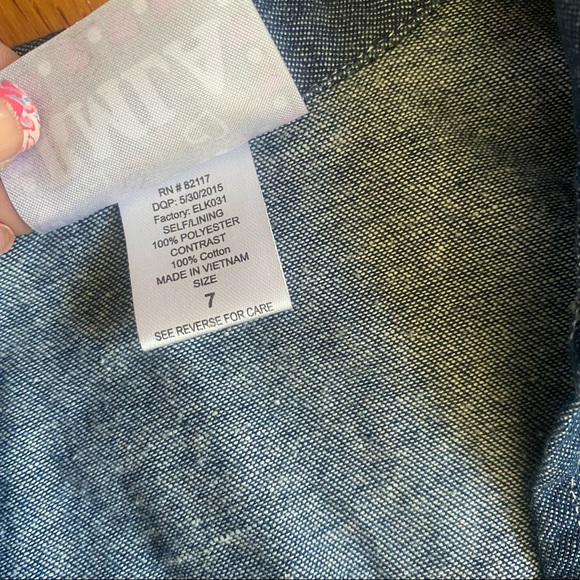 RN # 82117
DQP: 5/30/2015
Factory: ELK031
SELF/LINING
100% POLYESTER
CONTRAST
100% Cotton
MADE IN VIETNAM
SIZE
7
SEE REVERSE FOR CARE